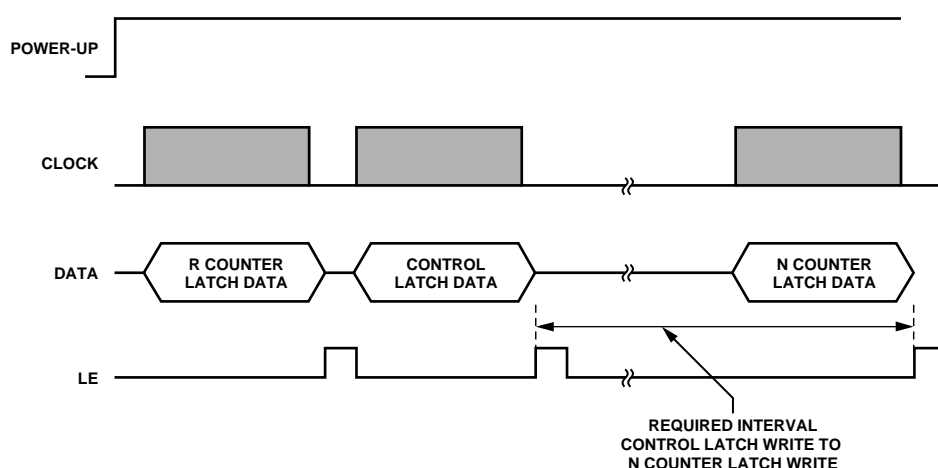 POWER-UP
CLOCK
DATA
R COUNTER
LATCH DATA
CONTROL
LATCH DATA
N COUNTER
LATCH DATA
LE
REQUIRED INTERVAL
CONTROL LATCH WRITE TO
N COUNTER LATCH WRITE